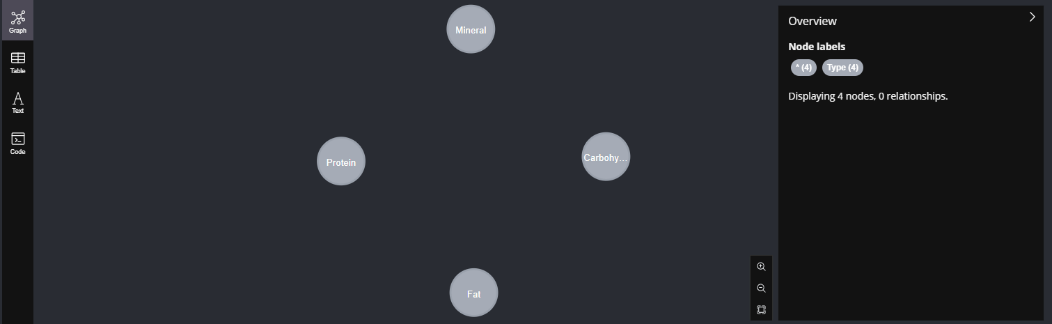 Graph
Table
Text
Code
Mineral
Protein
Carbohy...
Fat
Overview
Node labels
* (4) Type (4)
Displaying 4 nodes, 0 relationships.